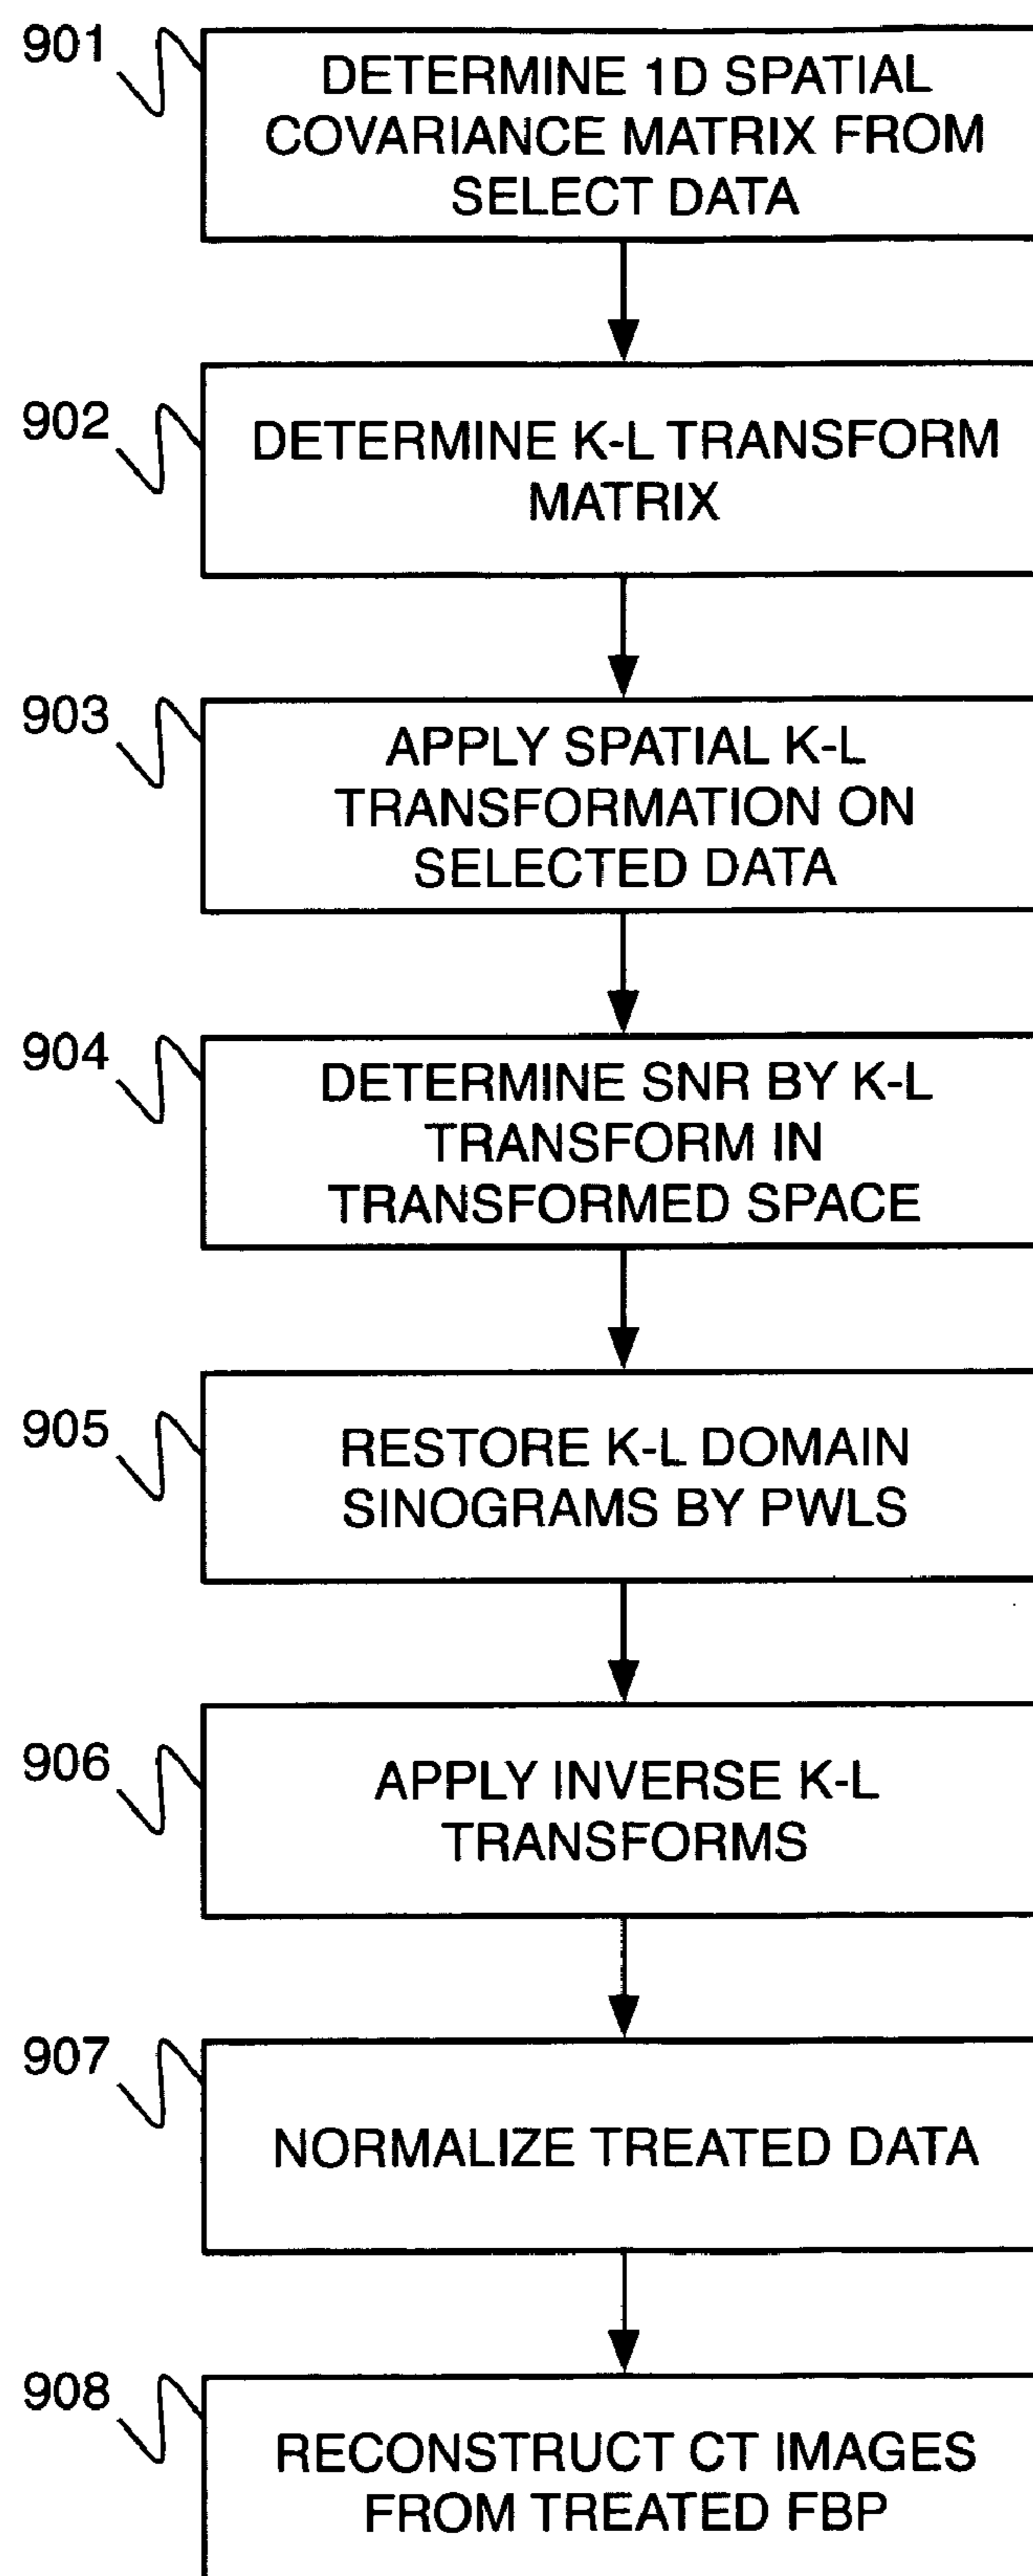 901
DETERMINE 1D SPATIAL
COVARIANCE MATRIX FROM
SELECT DATA
902
DETERMINE K-L TRANSFORM
MATRIX
903
APPLY SPATIAL K-L
TRANSFORMATION ON
SELECTED DATA
904
DETERMINE SNR BY K-L
TRANSFORM IN
TRANSFORMED SPACE
905
RESTORE K-L DOMAIN
SINOGRAMS BY PWLS
906
APPLY INVERSE K-L
TRANSFORMS
907
NORMALIZE TREATED DATA
908
RECONSTRUCT CT IMAGES
FROM TREATED FBP